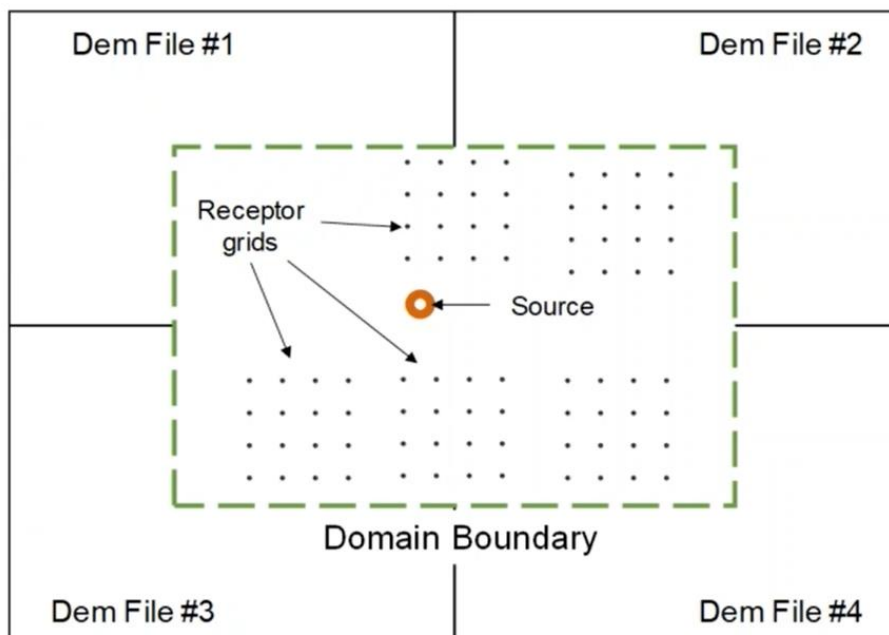 Dem File #1
Dem File #2
Receptor
grids
Source
Domain Boundary
Dem File #3
Dem File #4